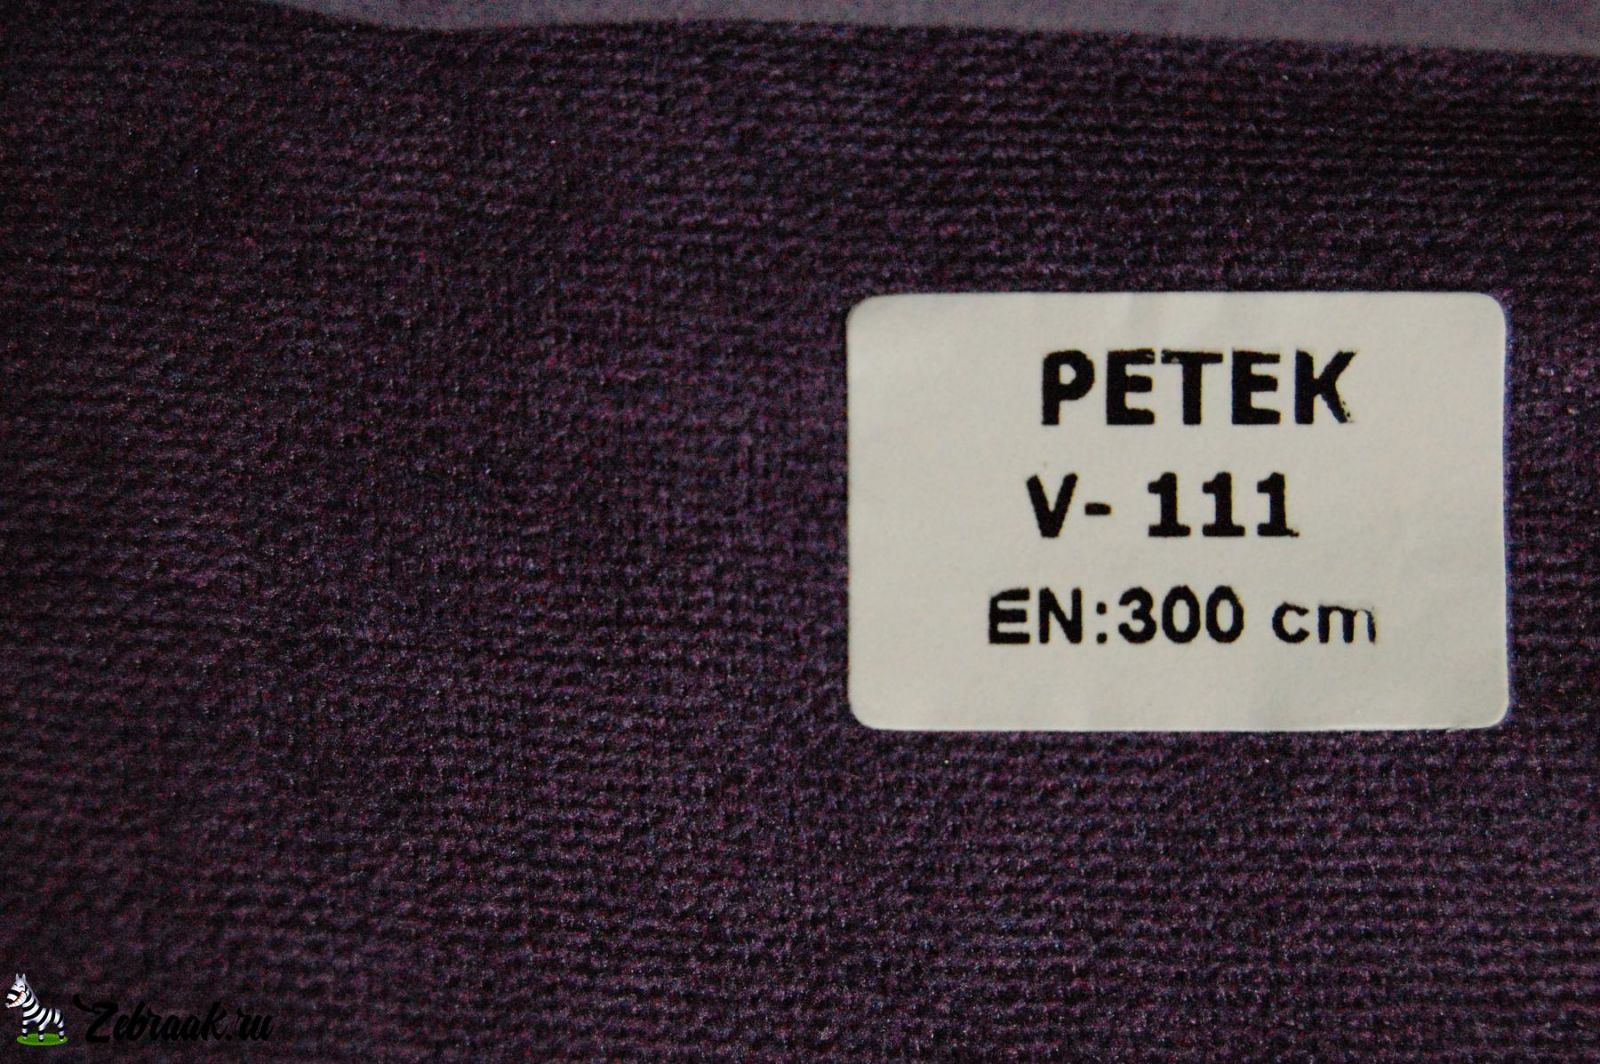 PETEK
V- 111
EN:300 cm
Zebraak.ru